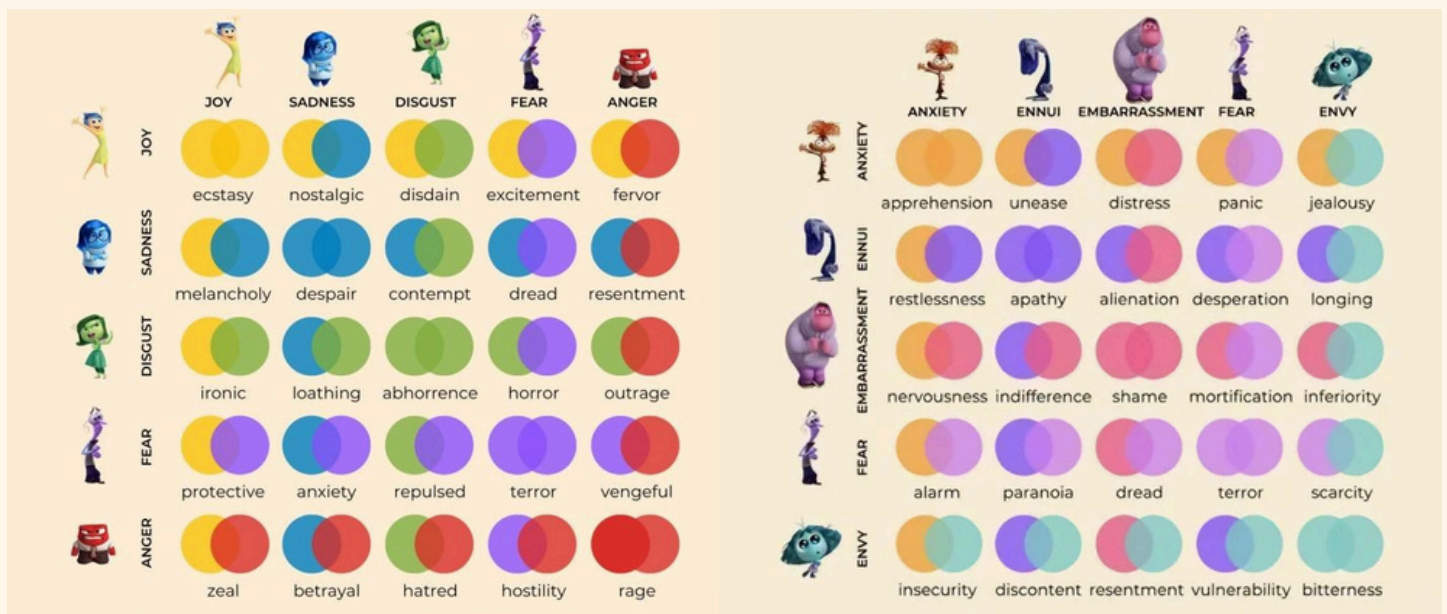 JOY SADNESS DISGUST FEAR ANGER
JOY
ecstasy nostalgic disdain excitement fervor
SADNESS
melancholy despair contempt dread resentment
DISGUST
ironic loathing abhorrence horror outrage
FEAR
protective anxiety repulsed terror vengeful
ANGER
zeal betrayal hatred hostility rage
ANXIETY ENNUI EMBARRASSMENT FEAR ENVY
ANXIETY
apprehension unease distress panic jealousy
ENNUI
restlessness apathy alienation desperation longing
EMBARRASSMENT
nervousness indifference shame mortification inferiority
FEAR
alarm paranoia dread terror scarcity
ENVY
insecurity discontent resentment vulnerability bitterness